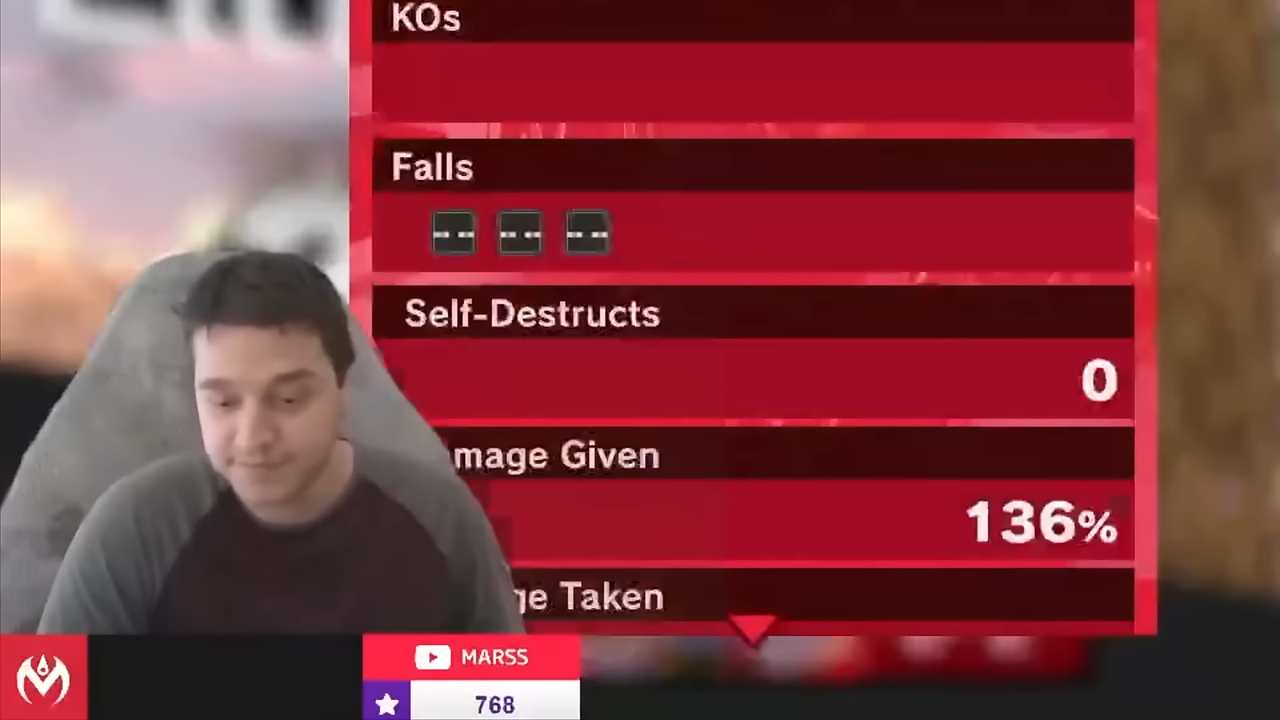 KOs
Falls
-- -- --
Self-Destructs
0
mage Given
136%
ge Taken
MARSS
768